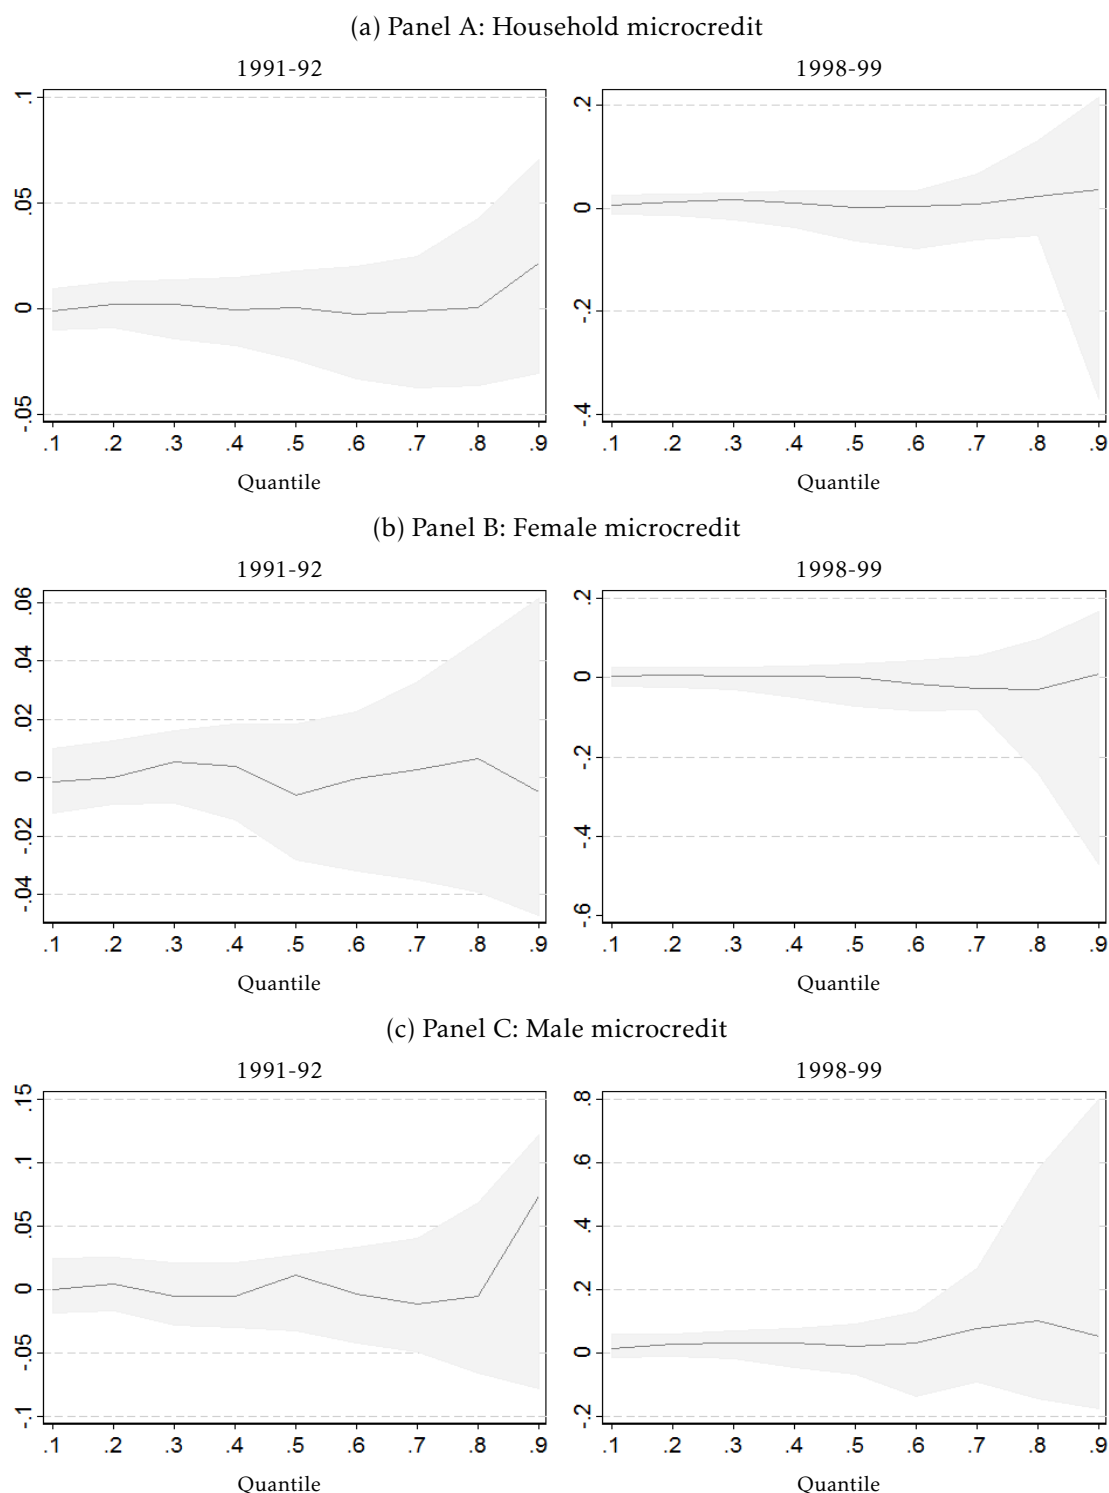 (a) Panel A: Household microcredit
1991-92
1998-99
.1
.05
0
-.05
.1 .2 .3 .4 .5 .6 .7 .8 .9
Quantile
.2
0
-.2
-.4
.1 .2 .3 .4 .5 .6 .7 .8 .9
Quantile
(b) Panel B: Female microcredit
1991-92
1998-99
.06
.04
.02
0
-.02
-.04
.1 .2 .3 .4 .5 .6 .7 .8 .9
Quantile
.2
0
-.2
-.4
-.6
.1 .2 .3 .4 .5 .6 .7 .8 .9
Quantile
(c) Panel C: Male microcredit
1991-92
1998-99
.15
.1
.05
0
-.05
-.1
.1 .2 .3 .4 .5 .6 .7 .8 .9
Quantile
.8
.6
.4
.2
0
-.2
.1 .2 .3 .4 .5 .6 .7 .8 .9
Quantile